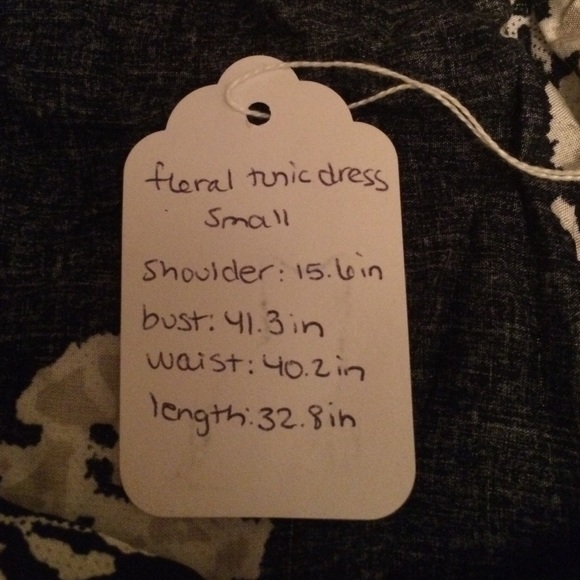 floral tunic dress
small
shoulder: 15.6in
bust: 41.3in
waist: 40.2in
length: 32.8in